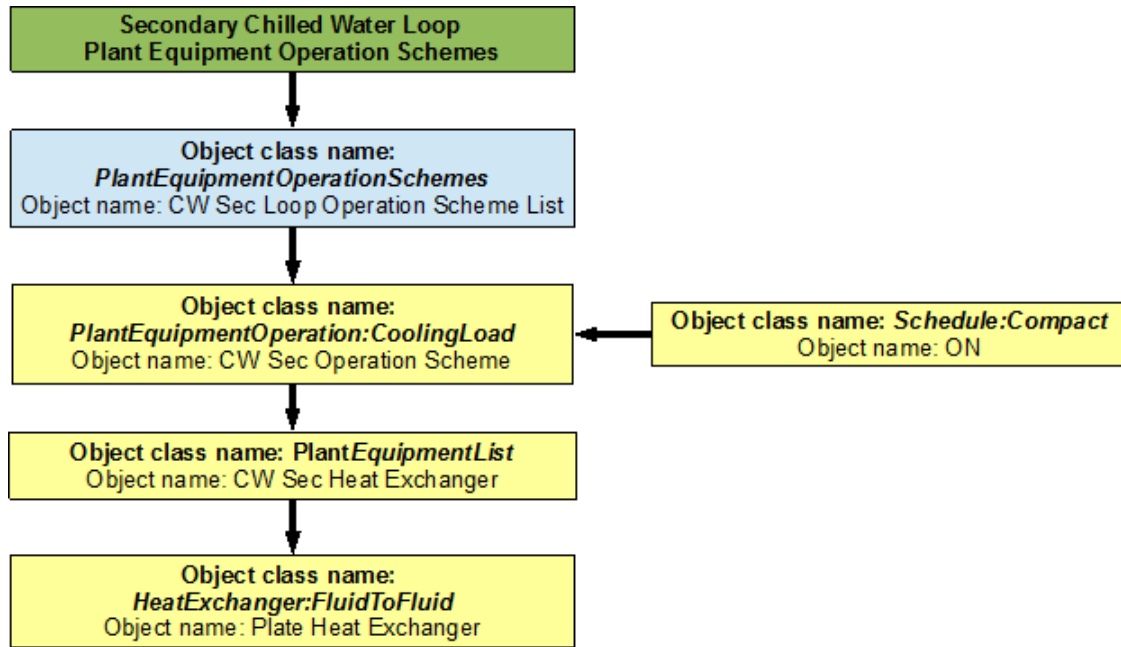 Secondary Chilled Water Loop
Plant Equipment Operation Schemes
Object class name:
PlantEquipmentOperationSchemes
Object name: CW Sec Loop Operation Scheme List
Object class name:
PlantEquipmentOperation:CoolingLoad
Object name: CW Sec Operation Scheme
Object class name: Schedule:Compact
Object name: ON
Object class name: PlantEquipmentList
Object name: CW Sec Heat Exchanger
Object class name:
HeatExchanger:FluidToFluid
Object name: Plate Heat Exchanger